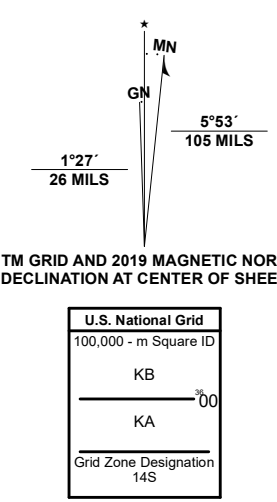 ★
MN
GN
5°53´
105 MILS
1°27´
26 MILS
TM GRID AND 2019 MAGNETIC NOR
DECLINATION AT CENTER OF SHEE
U.S. National Grid
100,000 - m Square ID
KB
3600
KA
Grid Zone Designation
14S